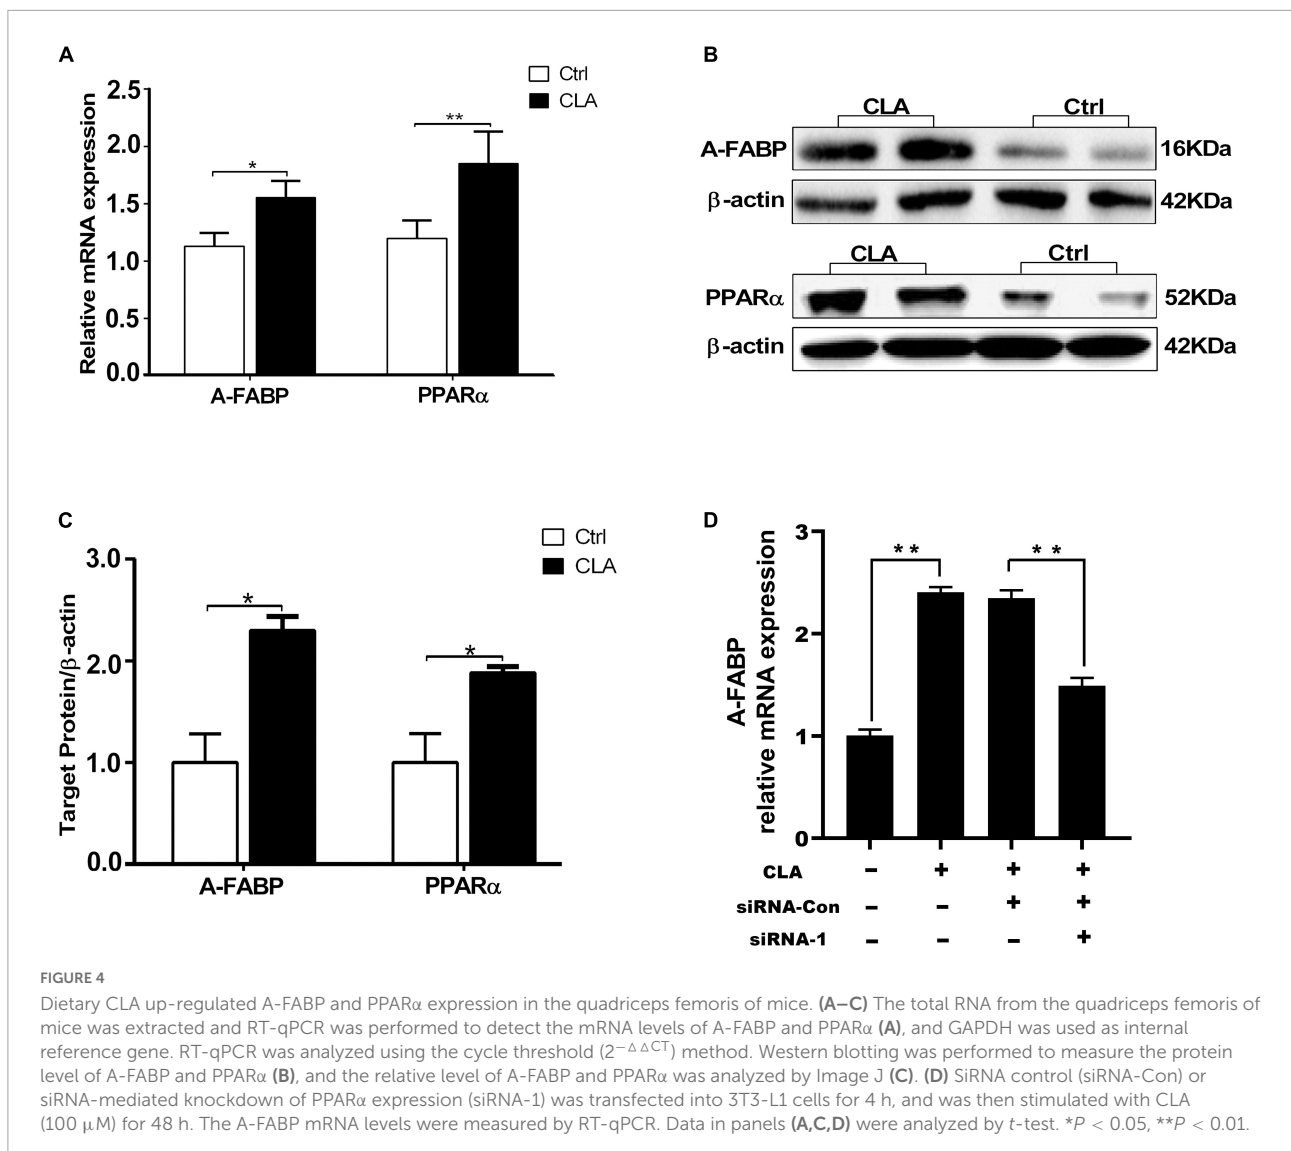 A
Ctrl
CLA
Relative mRNA expression
2.5
2.0
1.5
1.0
0.5
0.0
*
**
A-FABP
PPARα
B
CLA
Ctrl
A-FABP
16KDa
β-actin
42KDa
CLA
Ctrl
PPARα
52KDa
β-actin
42KDa
C
Ctrl
CLA
Target Protein/β-actin
3.0
2.0
1.0
0.0
*
*
A-FABP
PPARα
D
A-FABP
relative mRNA expression
3
2
1
0
**
**
CLA - + + +
siRNA-Con - - + +
siRNA-1 - - - +
FIGURE 4
Dietary CLA up-regulated A-FABP and PPARα expression in the quadriceps femoris of mice. (A–C) The total RNA from the quadriceps femoris of
mice was extracted and RT-qPCR was performed to detect the mRNA levels of A-FABP and PPARα (A), and GAPDH was used as internal
reference gene. RT-qPCR was analyzed using the cycle threshold (2−△△CT) method. Western blotting was performed to measure the protein
level of A-FABP and PPARα (B), and the relative level of A-FABP and PPARα was analyzed by Image J (C). (D) SiRNA control (siRNA-Con) or
siRNA-mediated knockdown of PPARα expression (siRNA-1) was transfected into 3T3-L1 cells for 4 h, and was then stimulated with CLA
(100 μM) for 48 h. The A-FABP mRNA levels were measured by RT-qPCR. Data in panels (A,C,D) were analyzed by t-test. *P < 0.05, **P < 0.01.